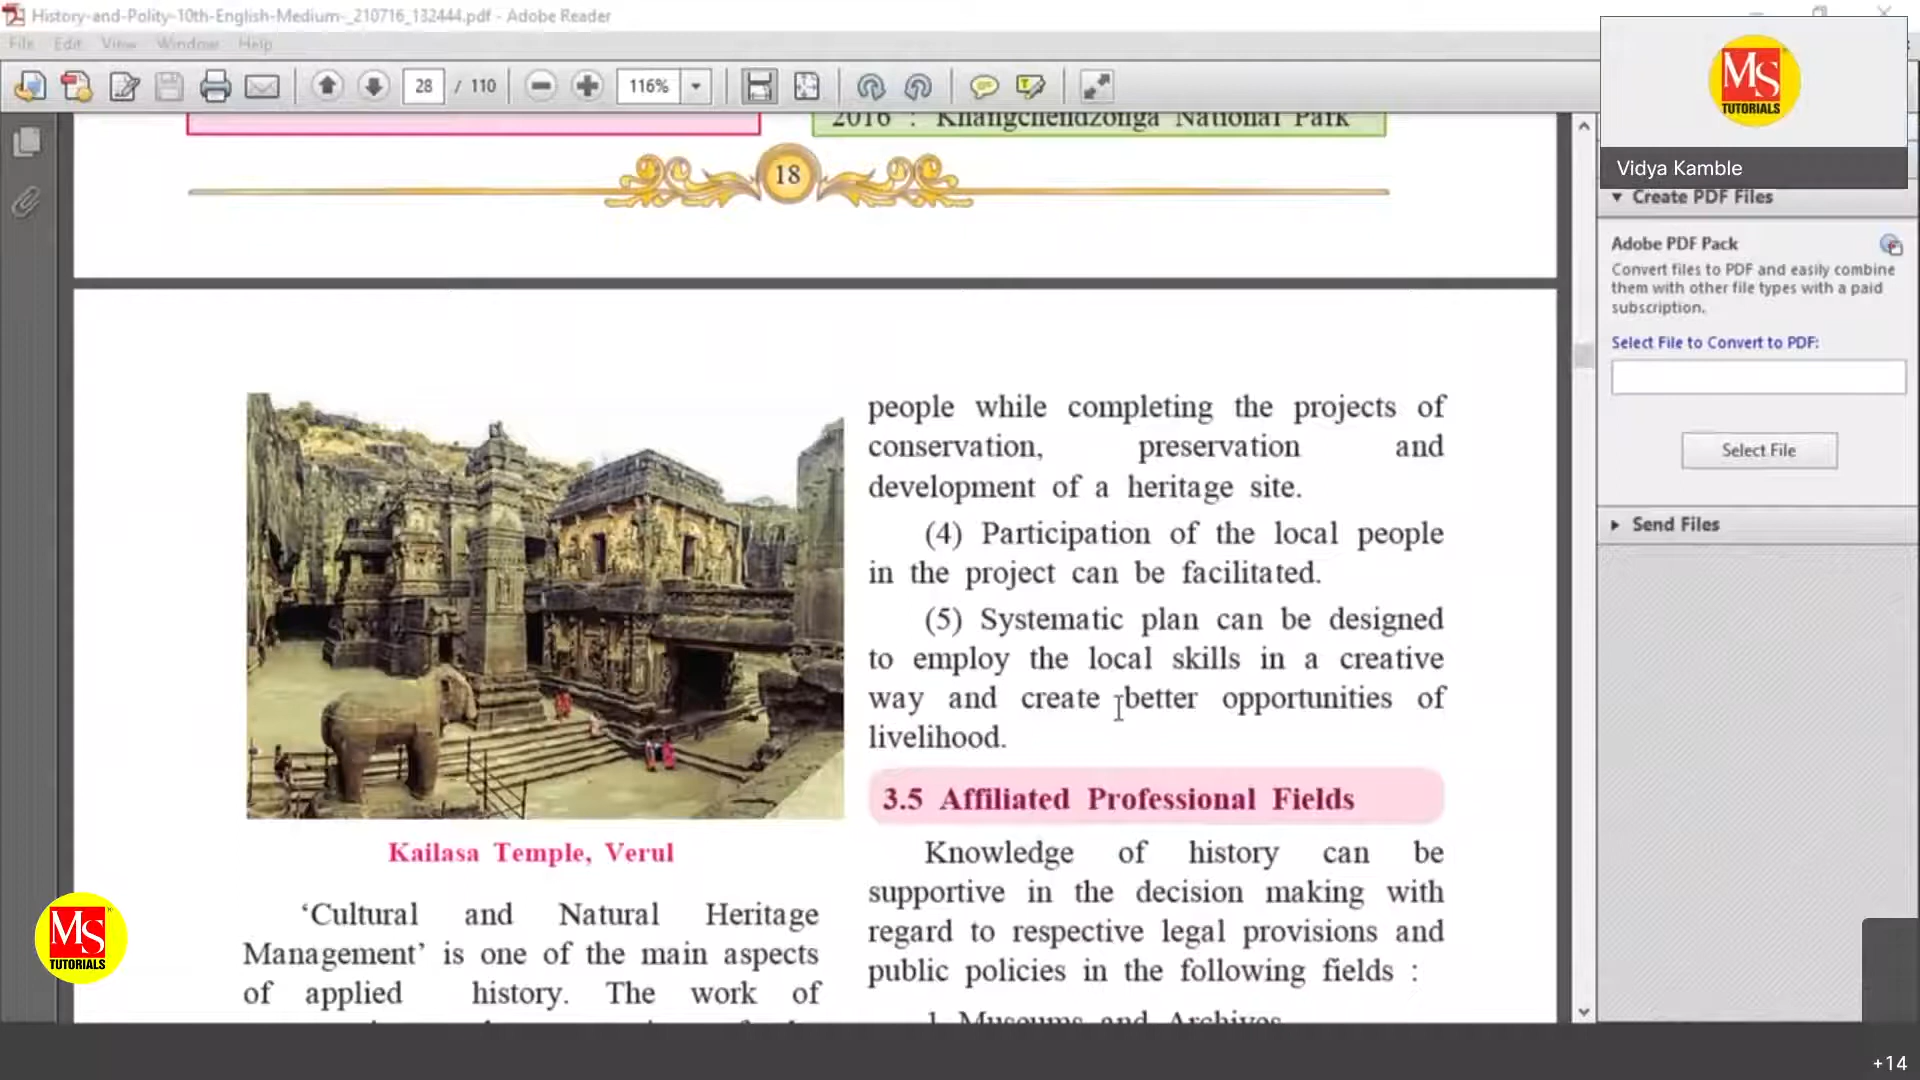 History-and-Polity-10th-English-Medium-_210716_132444.pdf - Adobe Reader
File Edit View Window Help
28 / 110
116%
2016 : Khangchendzonga National Park
18
people while completing the projects of
conservation, preservation and
development of a heritage site.
(4) Participation of the local people
in the project can be facilitated.
(5) Systematic plan can be designed
to employ the local skills in a creative
way and create better opportunities of
livelihood.
3.5 Affiliated Professional Fields
Knowledge of history can be
supportive in the decision making with
regard to respective legal provisions and
public policies in the following fields :
1. Museums and Archives
Kailasa Temple, Verul
‘Cultural and Natural Heritage
Management’ is one of the main aspects
of applied history. The work of
MS
TUTORIALS
Vidya Kamble
Create PDF Files
Adobe PDF Pack
Convert files to PDF and easily combine
them with other file types with a paid
subscription.
Select File to Convert to PDF:
Select File
Send Files
MS
TUTORIALS
+14